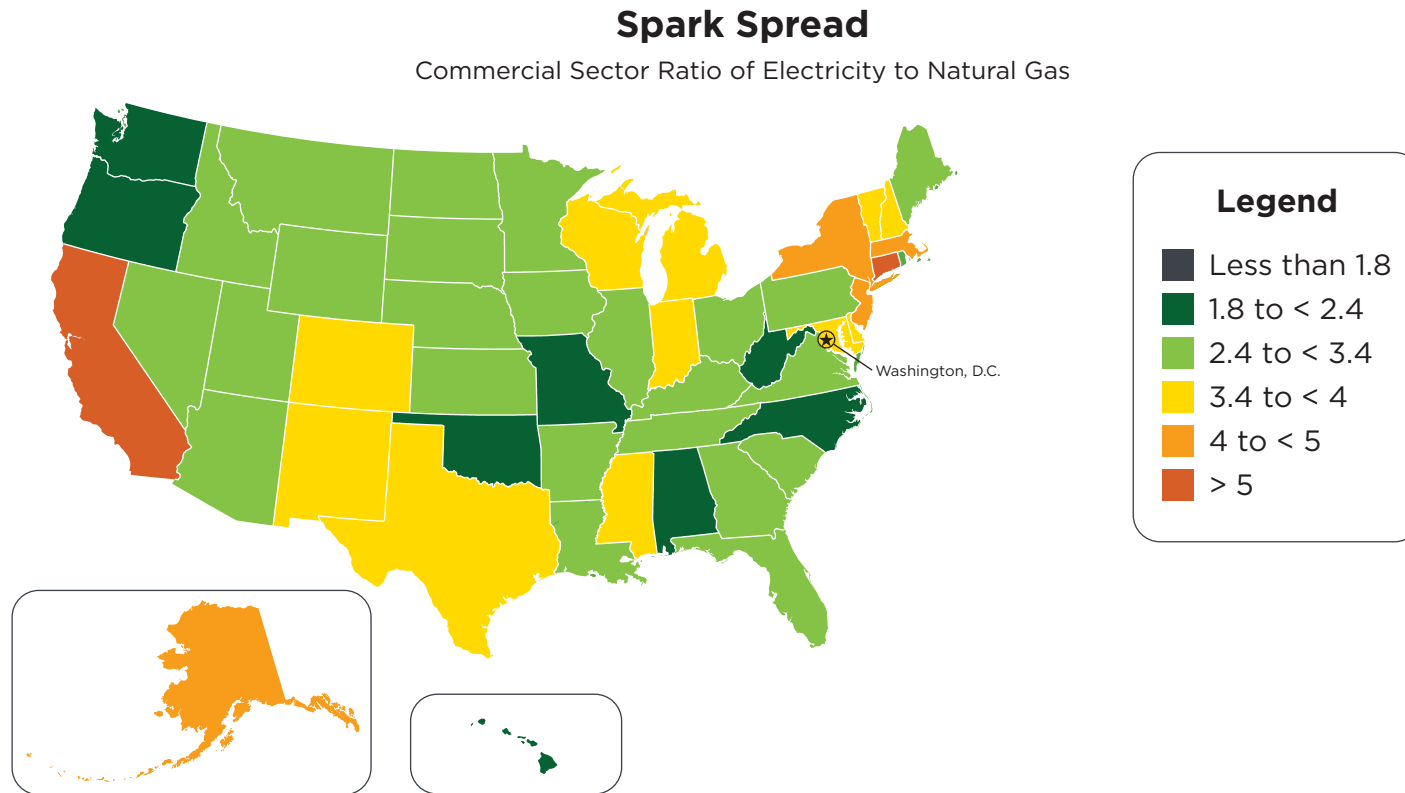 Spark Spread
Commercial Sector Ratio of Electricity to Natural Gas
Washington, D.C.
Legend
Less than 1.8
1.8 to < 2.4
2.4 to < 3.4
3.4 to < 4
4 to < 5
> 5